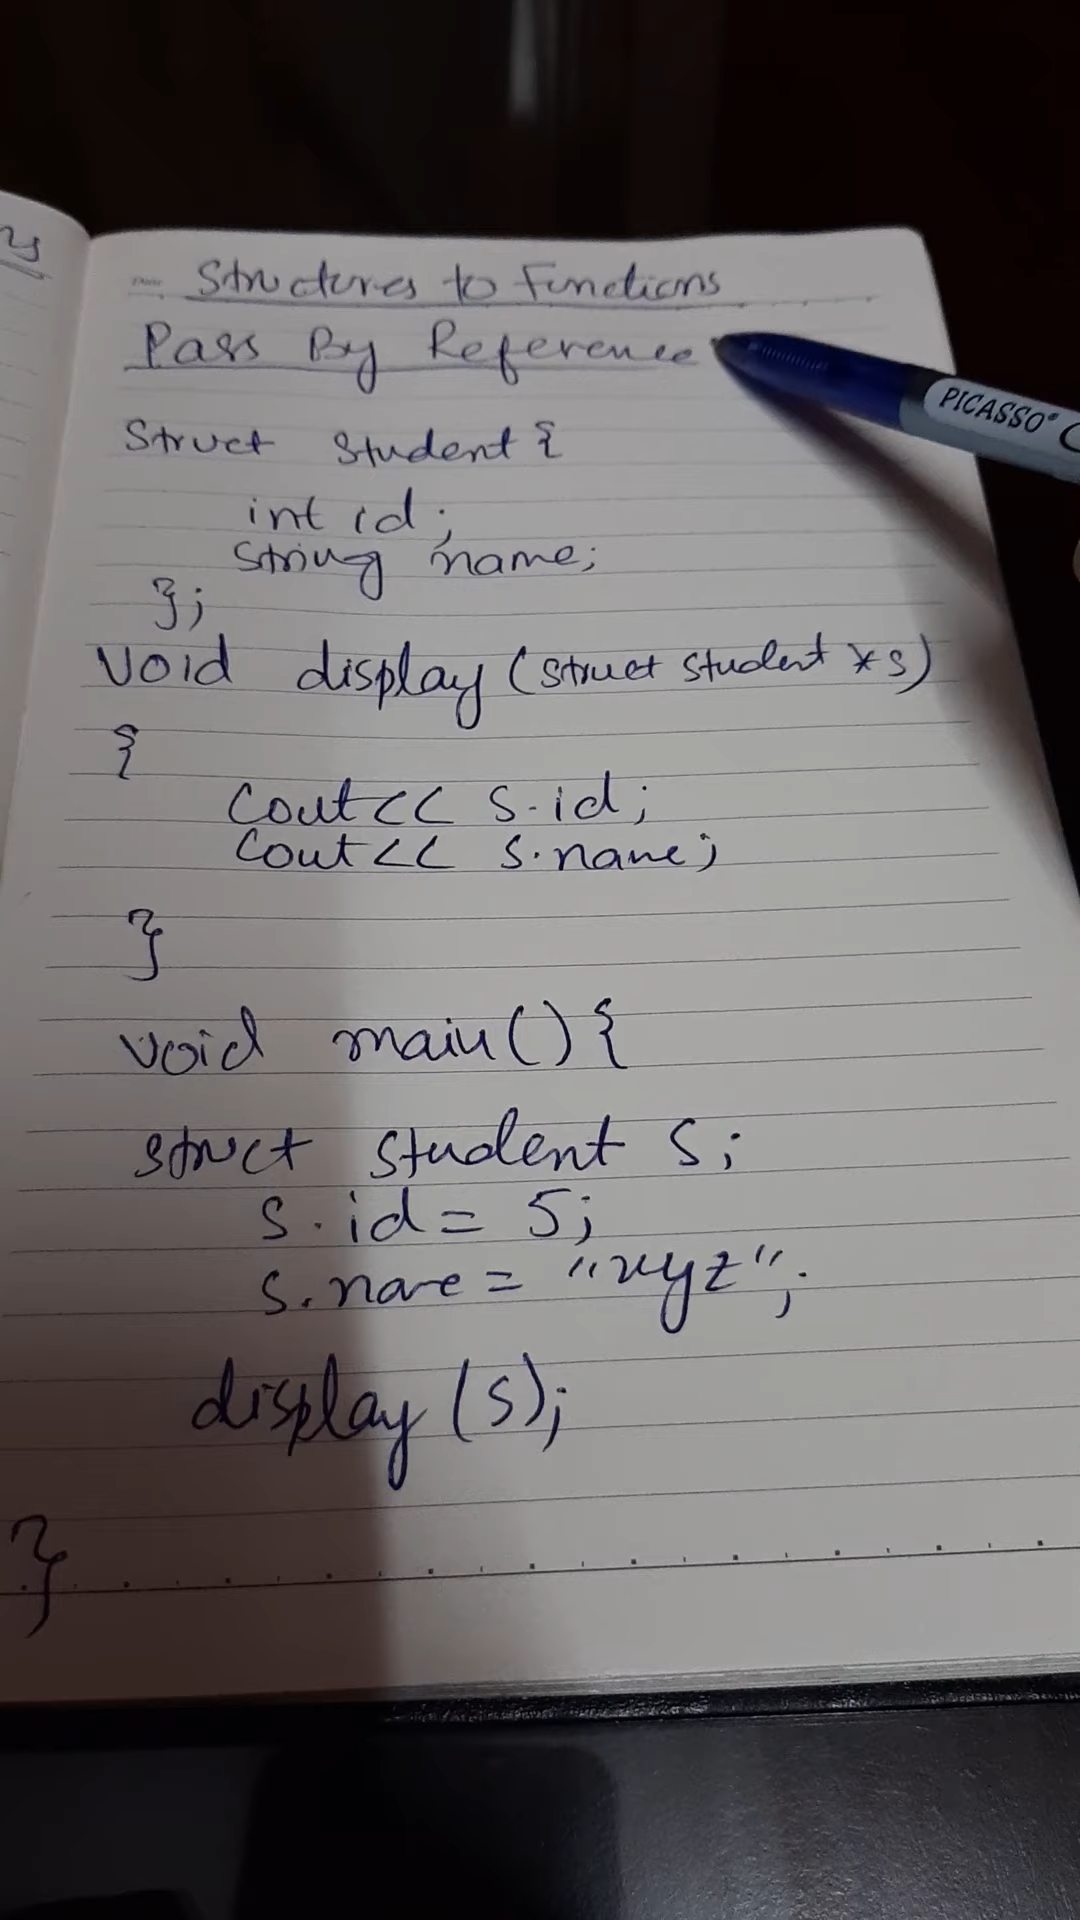 Structures to Functions
Pass By Reference
PICASSO
Struct Student {
int id;
String name;
};
Void display (struct student *s)
{
Cout<< s.id;
Cout<< s.name;
}
void main() {
struct student s;
s.id = 5;
s.name = "xyz";
display (s);
}